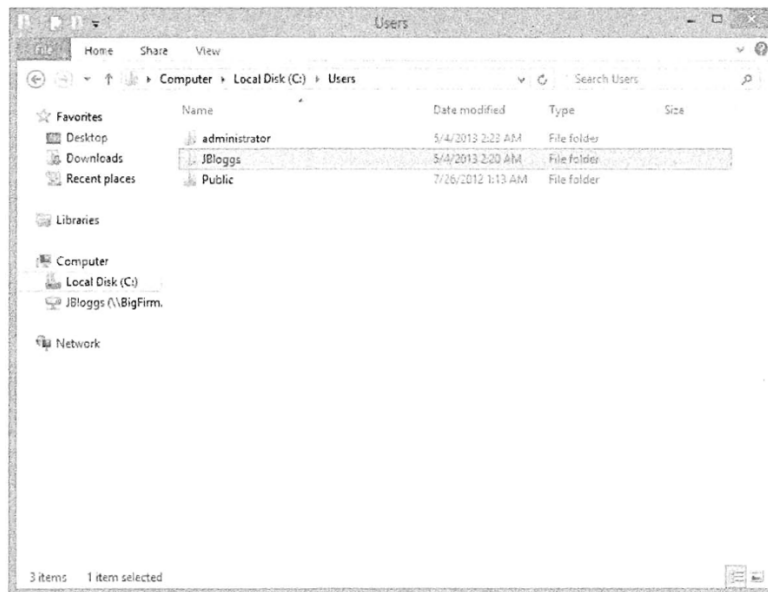 Users
File Home Share View
Computer Local Disk (C:) Users Search Users
Name Date modified Type Size
Favorites
Desktop
Downloads
Recent places
Libraries
Computer
Local Disk (C:)
JBloggs (\\BigFirm.
Network
administrator 5/4/2013 2:23 AM File folder
JBloggs 5/4/2013 2:20 AM File folder
Public 7/26/2012 1:13 AM File folder
3 items 1 item selected